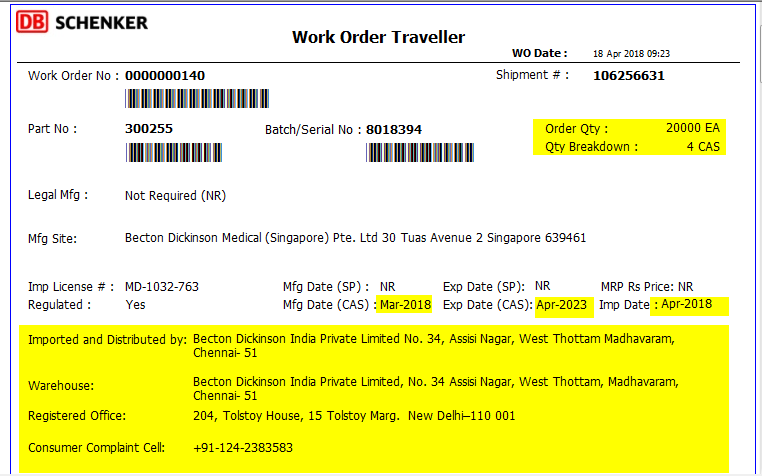 DB SCHENKER
Work Order Traveller
WO Date : 18 Apr 2018 09:23
Work Order No : 0000000140 Shipment # : 106256631
Part No : 300255 Batch/Serial No : 8018394 Order Qty : 20000 EA
Qty Breakdown : 4 CAS
Legal Mfg : Not Required (NR)
Mfg Site: Becton Dickinson Medical (Singapore) Pte. Ltd 30 Tuas Avenue 2 Singapore 639461
Imp License # : MD-1032-763 Mfg Date (SP) : NR Exp Date (SP): NR MRP Rs Price: NR
Regulated : Yes Mfg Date (CAS) : Mar-2018 Exp Date (CAS): Apr-2023 Imp Date : Apr-2018
Imported and Distributed by: Becton Dickinson India Private Limited No. 34, Assisi Nagar, West Thottam Madhavaram,
Chennai- 51
Warehouse: Becton Dickinson India Private Limited, No. 34 Assisi Nagar, West Thottam, Madhavaram,
Chennai- 51
Registered Office: 204, Tolstoy House, 15 Tolstoy Marg. New Delhi–110 001
Consumer Complaint Cell: +91-124-2383583